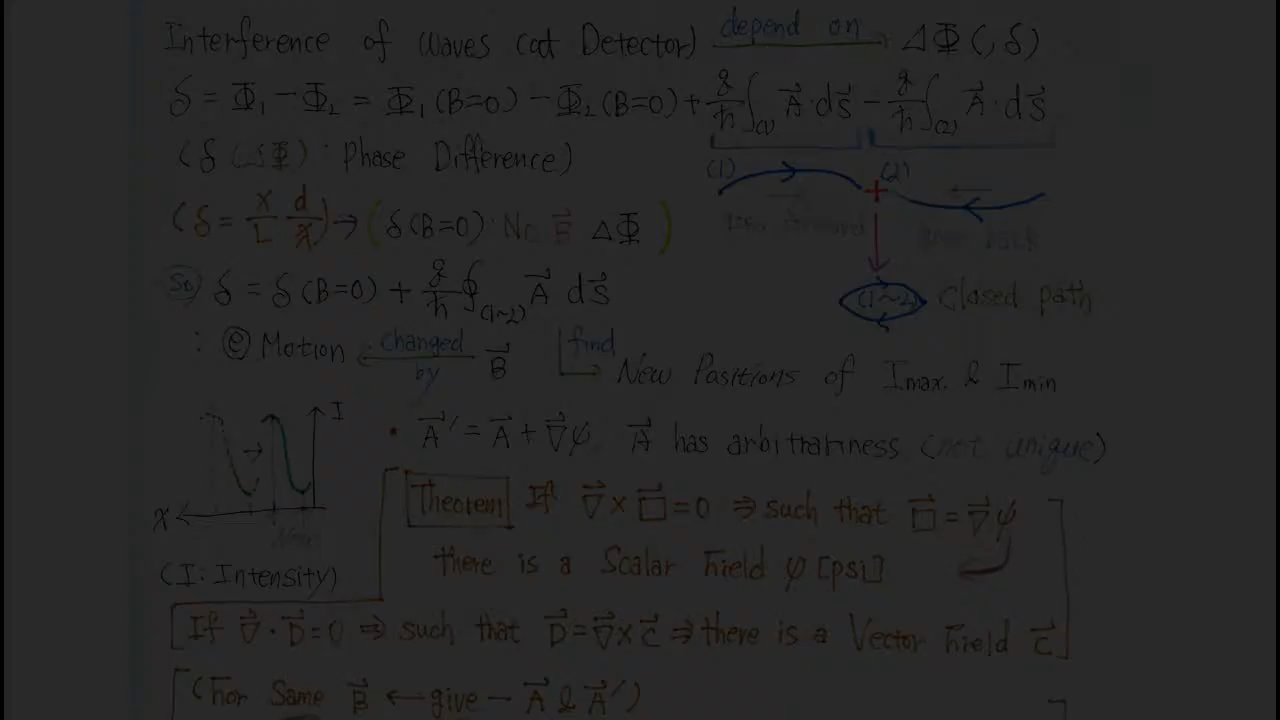 Interference of Waves (at Detector) depend on → ΔΦ(, δ)
δ = Φ₁ − Φ₂ = Φ₁(B=0) − Φ₂(B=0) + q/ħ ∫₍₁₎ A⃗·ds⃗ − q/ħ ∫₍₂₎ A⃗·ds⃗
(δ (ΔΦ) : Phase Difference)
(1) + (2)
(δ = x/L d/ƛ) → (δ(B=0) : No B⃗ ΔΦ)
So δ = δ(B=0) + q/ħ ∮₍₁~₂₎ A⃗ ds⃗
(1~2) Closed path
: ⓔ Motion ← changed by B⃗
find → New Positions of Imax. & Imin
I
• A⃗′ = A⃗ + ∇⃗ψ A⃗ has arbitrariness (not unique)
Theorem If ∇⃗×□⃗=0 ⇒ such that □⃗ = ∇⃗ψ
X
there is a Scalar Field ψ [psi]
(I: Intensity)
[If ∇⃗·D⃗=0 ⇒ such that D⃗=∇⃗×C⃗ ⇒ there is a Vector Field C⃗]
[(For Same B⃗ ← give − A⃗ & A⃗′)